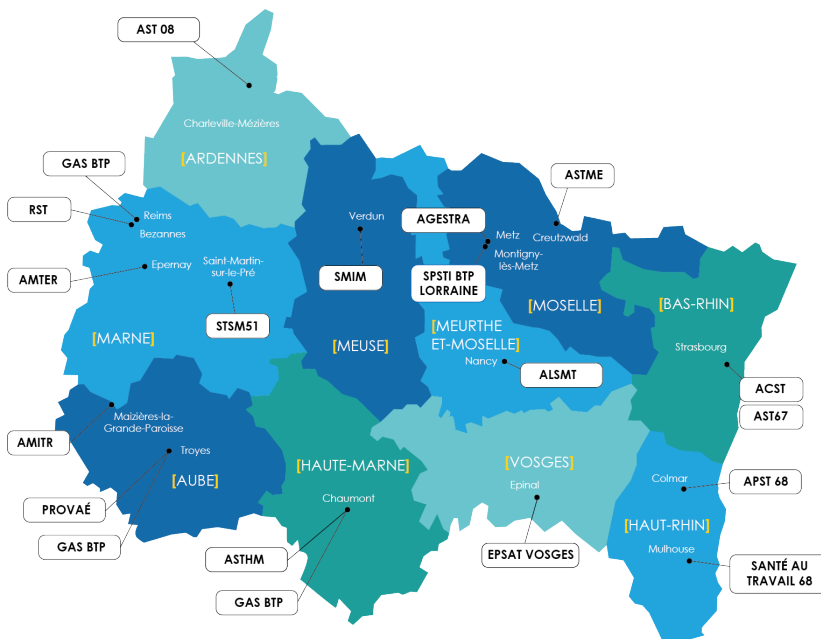 AST 08
Charleville-Mézières
[ARDENNES]
GAS BTP
ASTME
RST
Reims
Bezannes
Verdun
AGESTRA
Metz
Creutzwald
Montigny-
lès-Metz
AMTER
Epernay
Saint-Martin-
sur-le-Pré
SMIM
SPSTI BTP
LORRAINE
[MOSELLE]
[BAS-RHIN]
STSM51
[MARNE]
[MEUSE]
[MEURTHE
ET-MOSELLE]
Nancy
Strasbourg
ALSMT
ACST
AST67
Maizières-la-
Grande-Paroisse
AMITR
Troyes
[AUBE]
[HAUTE-MARNE]
[VOSGES]
Epinal
Colmar
APST 68
Chaumont
PROVAÉ
GAS BTP
[HAUT-RHIN]
Mulhouse
ASTHM
EPSAT VOSGES
SANTÉ AU
TRAVAIL 68
GAS BTP